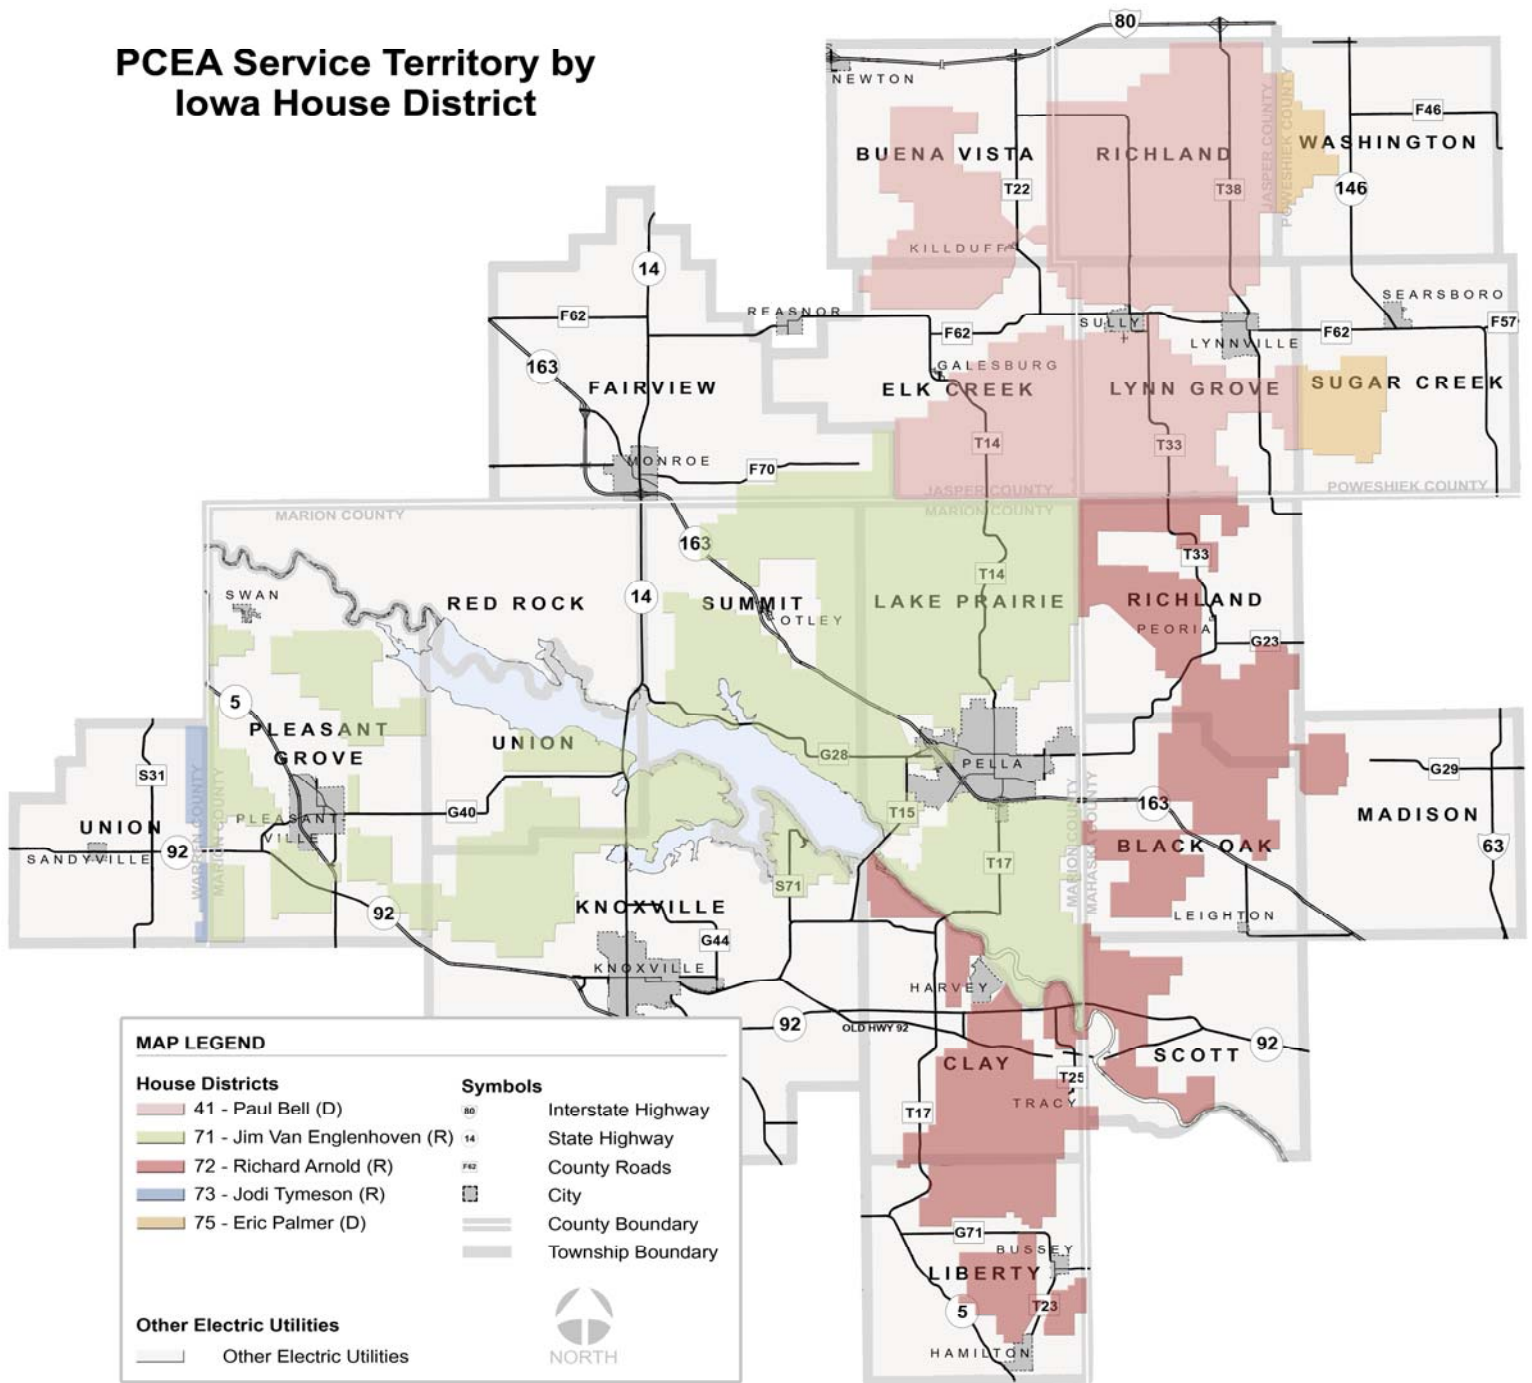 PCEA Service Territory by
Iowa House District
80
NEWTON
F46
BUENA VISTA
RICHLAND
WASHINGTON
JASPER COUNTY
POWESHIEK COUNTY
T22
T38
146
KILLDUFF
14
SEARSBORO
REASNOR
F62
SULLY
F62
F62
F57
LYNNVILLE
163
GALESBURG
FAIRVIEW
ELK CREEK
LYNN GROVE
SUGAR CREEK
T14
T33
MONROE
F70
JASPER COUNTY
POWESHIEK COUNTY
MARION COUNTY
MARION COUNTY
163
T33
T14
SWAN
RED ROCK
14
SUMMIT
LAKE PRAIRIE
RICHLAND
OTLEY
PEORIA
G23
5
PLEASANT
GROVE
UNION
G28
PELLA
S31
WARREN COUNTY
MARION COUNTY
MARION COUNTY
MAHASKA COUNTY
G29
UNION
PLEASANT
VILLE
G40
T15
163
MADISON
SANDYVILLE
92
BLACK OAK
63
T17
S71
92
KNOXVILLE
LEIGHTON
G44
KNOXVILLE
HARVEY
92
OLD HWY 92
92
CLAY
SCOTT
T25
TRACY
T17
G71
BUSSEY
LIBERTY
5
T23
HAMILTON
MAP LEGEND
House Districts
41 - Paul Bell (D)
71 - Jim Van Englenhoven (R)
72 - Richard Arnold (R)
73 - Jodi Tymeson (R)
75 - Eric Palmer (D)
Symbols
80 Interstate Highway
14 State Highway
F62 County Roads
City
County Boundary
Township Boundary
Other Electric Utilities
Other Electric Utilities
NORTH